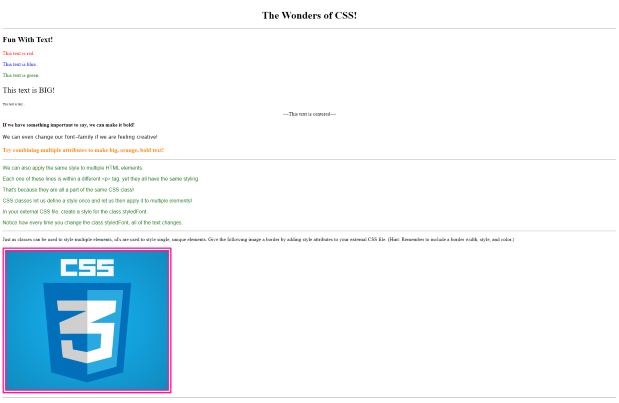 The Wonders of CSS!
Fun With Text!
This text is red.
This text is blue.
This text is green.
This text is BIG!
This text is tiny.
---This text is centered---
If we have something important to say, we can make it bold!
We can even change our font-family if we are feeling creative!
Try combining multiple attributes to make big, orange, bold text!
We can also apply the same style to multiple HTML elements.
Each one of these lines is within a different <p> tag, yet they all have the same styling.
That's because they are all a part of the same CSS class!
CSS classes let us define a style once and let us then apply it to multiple elements!
In your external CSS file, create a style for the class styledFont.
Notice how every time you change the class styledFont, all of the text changes.
Just as classes can be used to style multiple elements, id's are used to style single, unique elements. Give the following image a border by adding style attributes to your external CSS file. (Hint: Remember to include a border width, style, and color.)
CSS
3